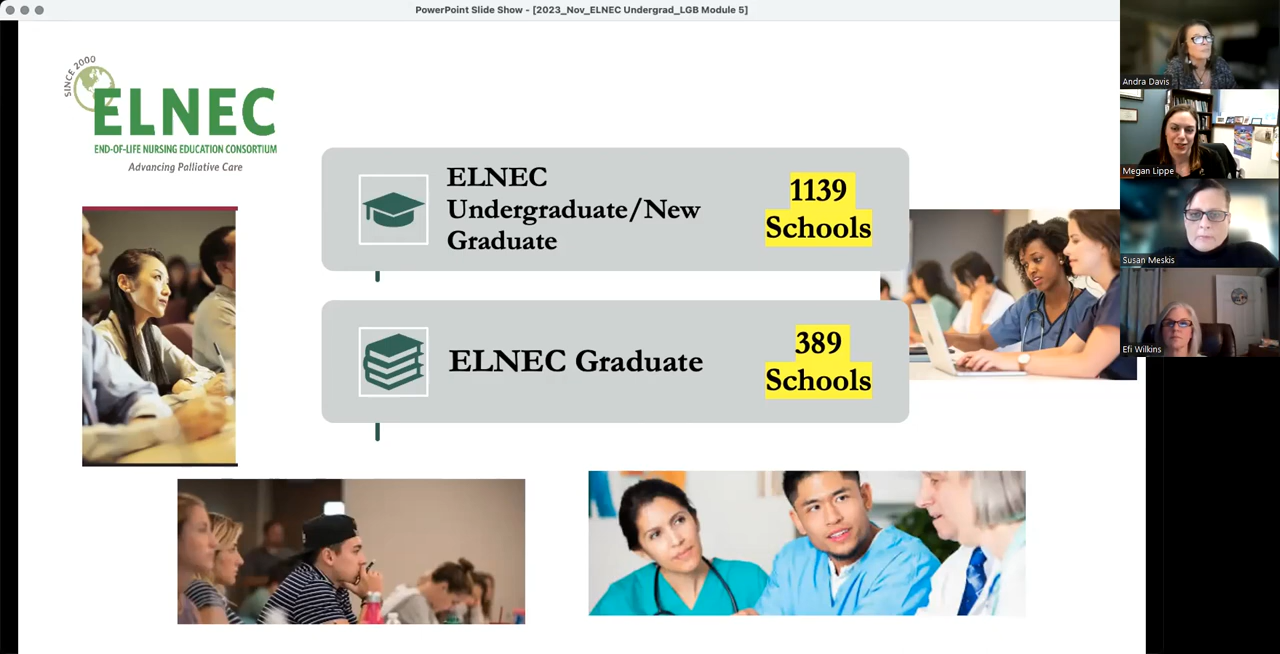 PowerPoint Slide Show - [2023_Nov_ELNEC Undergrad_LGB Module 5]
SINCE 2000
ELNEC
END-OF-LIFE NURSING EDUCATION CONSORTIUM
Advancing Palliative Care
ELNEC
Undergraduate/New
Graduate
1139
Schools
ELNEC Graduate
389
Schools
Andra Davis
Megan Lippe
Susan Meskis
Efi Wilkins